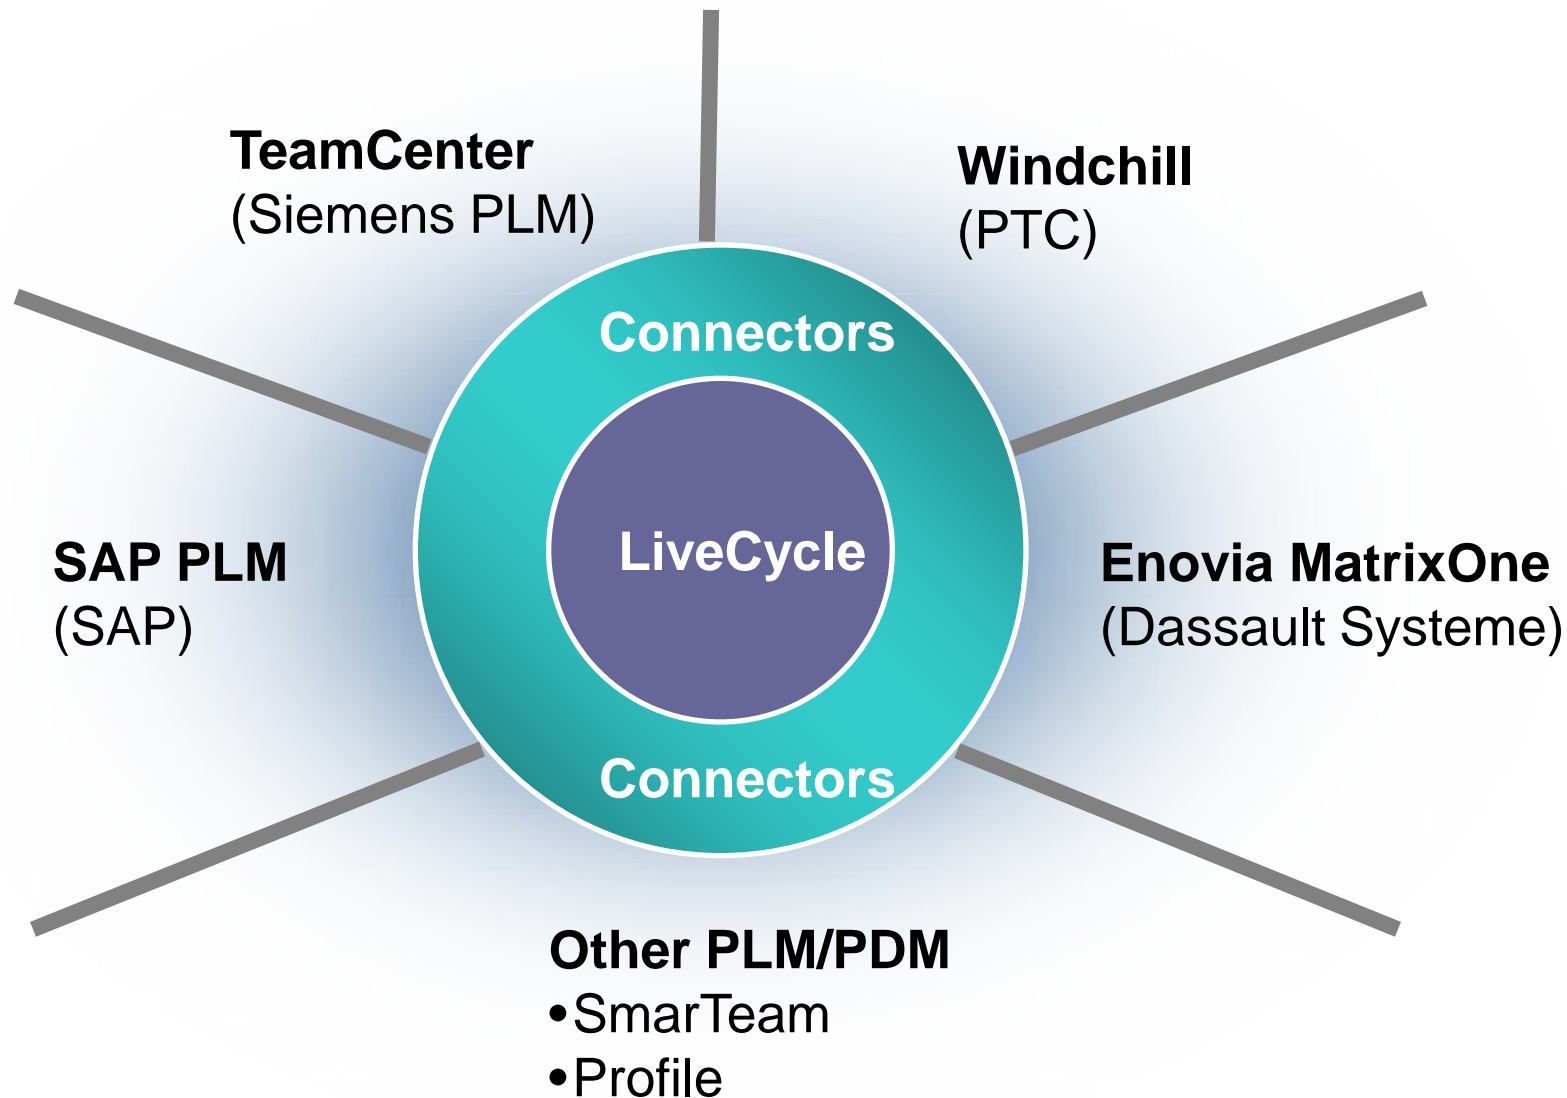 TeamCenter
(Siemens PLM)
Windchill
(PTC)
Connectors
LiveCycle
SAP PLM
(SAP)
Enovia MatrixOne
(Dassault Systeme)
Connectors
Other PLM/PDM
•SmarTeam
•Profile